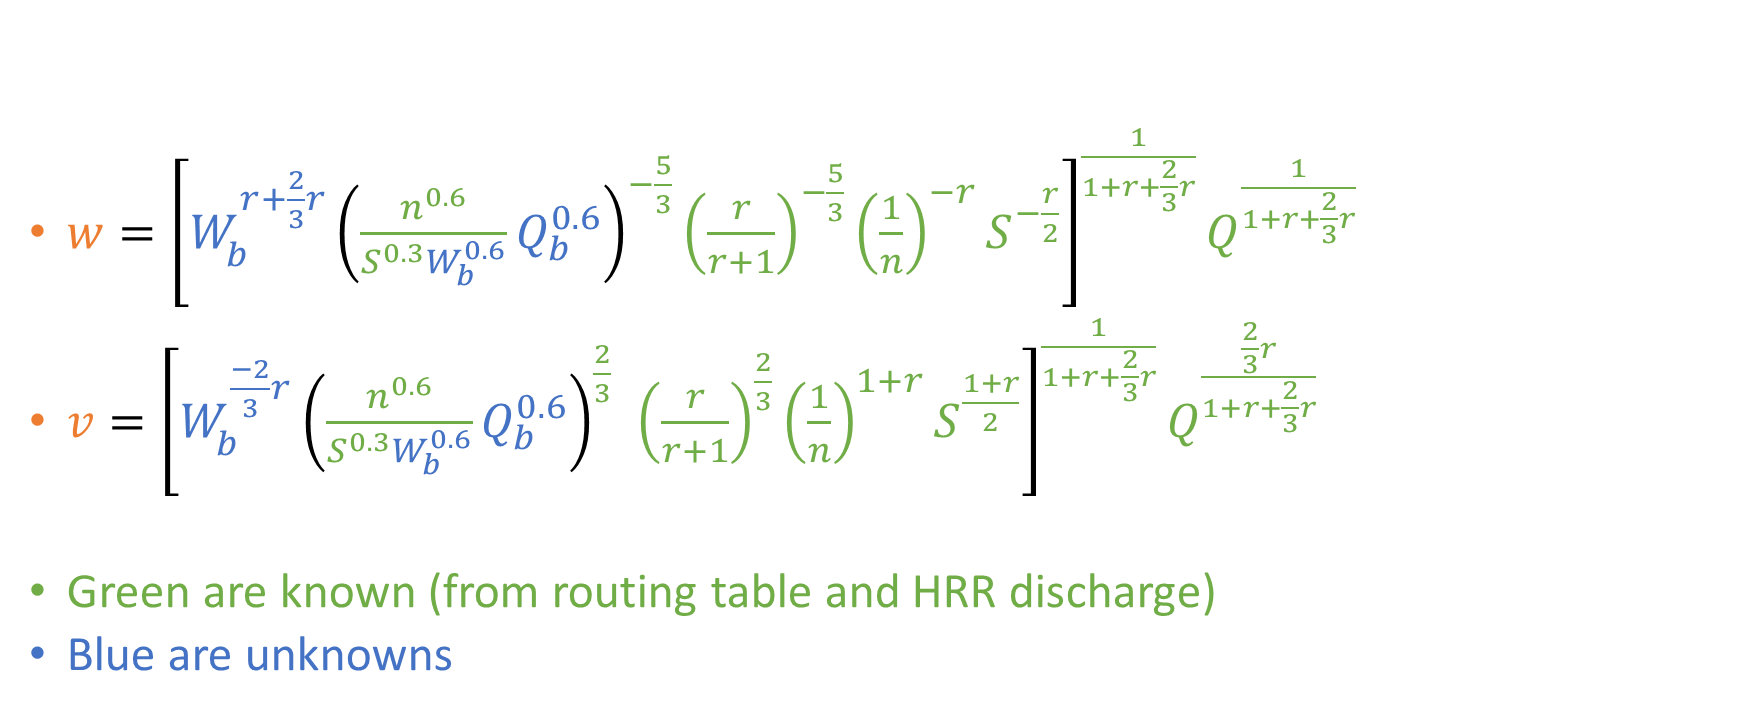 • $w = \left[ W_b^{r+\frac{2}{3}r} \left( \frac{n^{0.6}}{S^{0.3} W_b^{0.6}} Q_b^{0.6} \right)^{-\frac{5}{3}} \left( \frac{r}{r+1} \right)^{-\frac{5}{3}} \left( \frac{1}{n} \right)^{-r} S^{-\frac{r}{2}} \right]^{\frac{1}{1+r+\frac{2}{3}r}} Q^{\frac{1}{1+r+\frac{2}{3}r}}$
• $v = \left[ W_b^{\frac{-2}{3}r} \left( \frac{n^{0.6}}{S^{0.3} W_b^{0.6}} Q_b^{0.6} \right)^{\frac{2}{3}} \left( \frac{r}{r+1} \right)^{\frac{2}{3}} \left( \frac{1}{n} \right)^{1+r} S^{\frac{1+r}{2}} \right]^{\frac{1}{1+r+\frac{2}{3}r}} Q^{\frac{\frac{2}{3}r}{1+r+\frac{2}{3}r}}$
• Green are known (from routing table and HRR discharge)
• Blue are unknowns